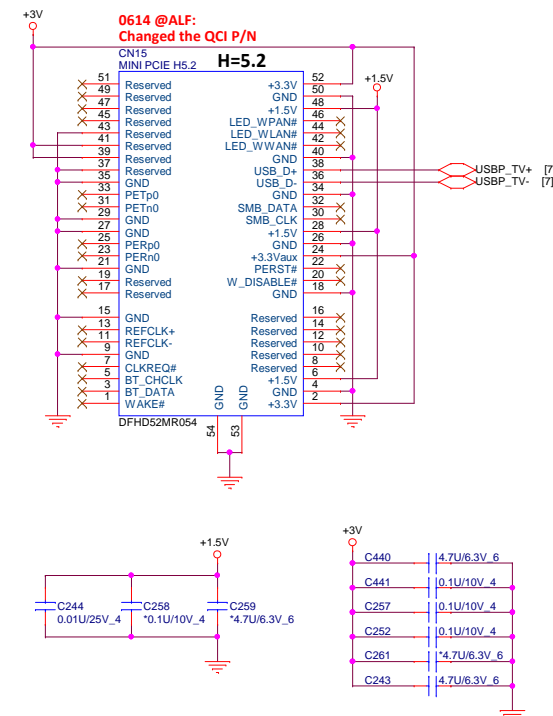 +3V
0614 @ALF:
Changed the QCI P/N
CN15
MINI PCIE H5.2
H=5.2
51 Reserved +3.3V 52
49 Reserved GND 50
47 Reserved +1.5V 48
45 Reserved LED_WPAN# 46
43 Reserved LED_WLAN# 44
41 Reserved LED_WWAN# 42
39 Reserved GND 40
37 Reserved USB_D+ 38
35 GND USB_D- 36
33 PETp0 GND 34
31 PETn0 SMB_DATA 32
29 GND SMB_CLK 30
27 GND +1.5V 28
25 PERp0 GND 26
23 PERn0 +3.3Vaux 24
21 GND PERST# 22
19 Reserved W_DISABLE# 20
17 Reserved GND 18
15 GND Reserved 16
13 REFCLK+ Reserved 14
11 REFCLK- Reserved 12
9 GND Reserved 10
7 CLKREQ# Reserved 8
5 BT_CHCLK +1.5V 6
3 BT_DATA GND 4
1 WAKE# +3.3V 2
+1.5V
USBP_TV+ [7
USBP_TV- [7]
GND GND
54 53
DFHD52MR054
+1.5V
C244
0.01U/25V_4
C258
*0.1U/10V_4
C259
*4.7U/6.3V_6
+3V
C440 4.7U/6.3V_6
C441 0.1U/10V_4
C257 0.1U/10V_4
C252 0.1U/10V_4
C261 *4.7U/6.3V_6
C243 4.7U/6.3V_6